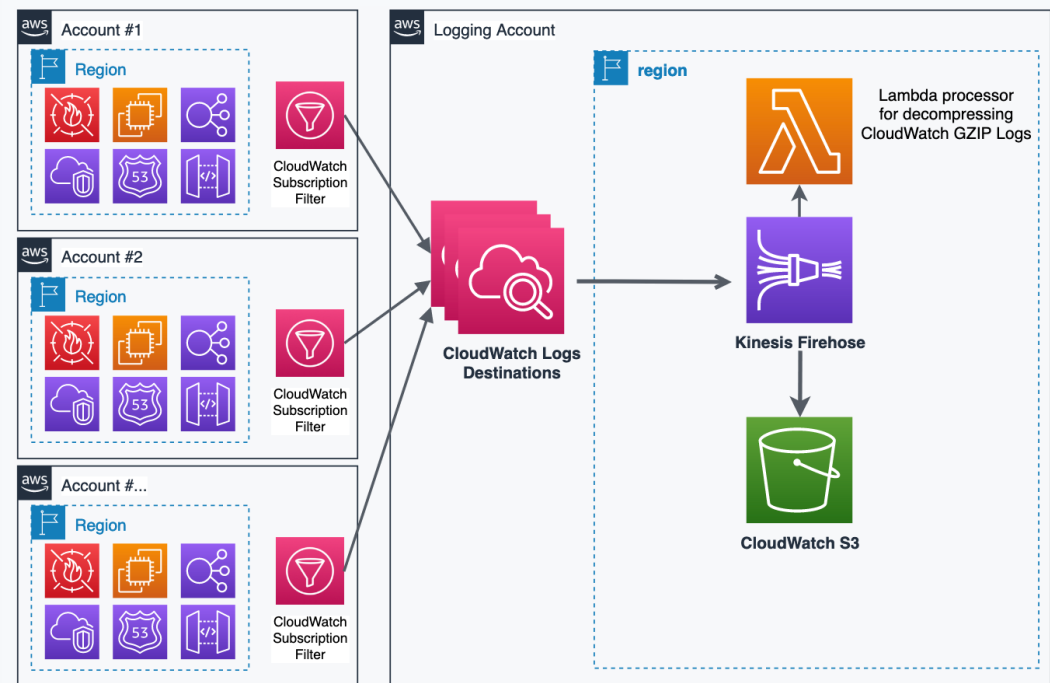 aws
Account #1
Region
53
CloudWatch
Subscription
Filter
aws
Account #2
Region
53
CloudWatch
Subscription
Filter
aws
Account #...
Region
53
CloudWatch
Subscription
Filter
aws
Logging Account
CloudWatch Logs
Destinations
region
Lambda processor
for decompressing
CloudWatch GZIP Logs
Kinesis Firehose
CloudWatch S3